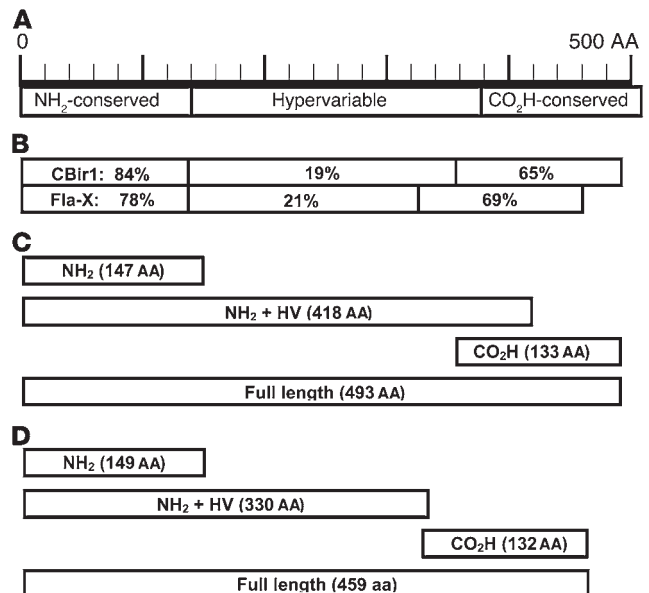 A
0 500 AA
NH₂-conserved Hypervariable CO₂H-conserved
B
CBir1: 84% 19% 65%
Fla-X: 78% 21% 69%
C
NH₂ (147 AA)
NH₂ + HV (418 AA)
CO₂H (133 AA)
Full length (493 AA)
D
NH₂ (149 AA)
NH₂ + HV (330 AA)
CO₂H (132 AA)
Full length (459 aa)